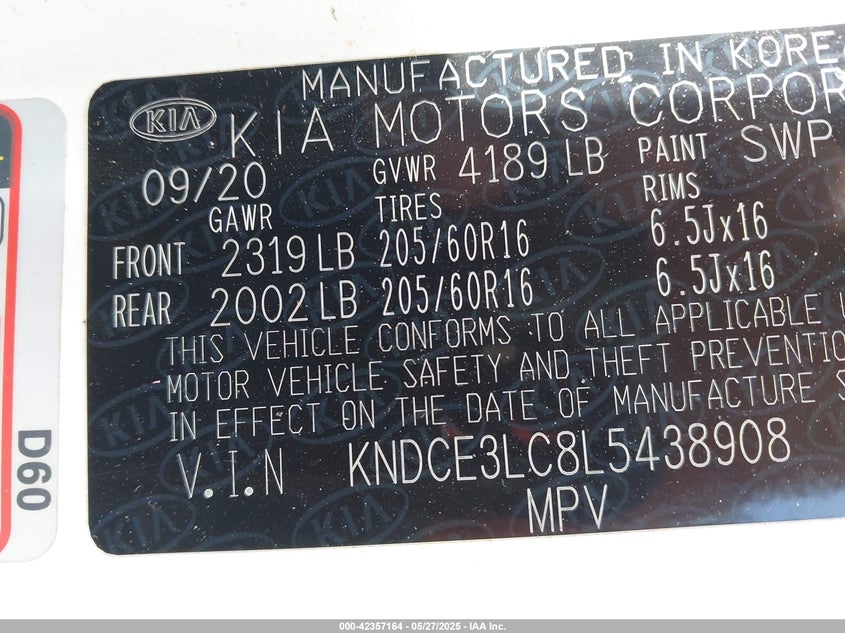 MANUFACTURED IN KOREA
KIA KIA MOTORS CORPOR
09/20 GVWR 4189 LB PAINT SWP
GAWR TIRES RIMS
FRONT 2319 LB 205/60R16 6.5Jx16
REAR 2002 LB 205/60R16 6.5Jx16
THIS VEHICLE CONFORMS TO ALL APPLICABLE U
MOTOR VEHICLE SAFETY AND THEFT PREVENTIO
IN EFFECT ON THE DATE OF MANUFACTURE S
V.I.N KNDCE3LC8L5438908
MPV
D60
000-42357164 - 05/27/2025 - IAA Inc.